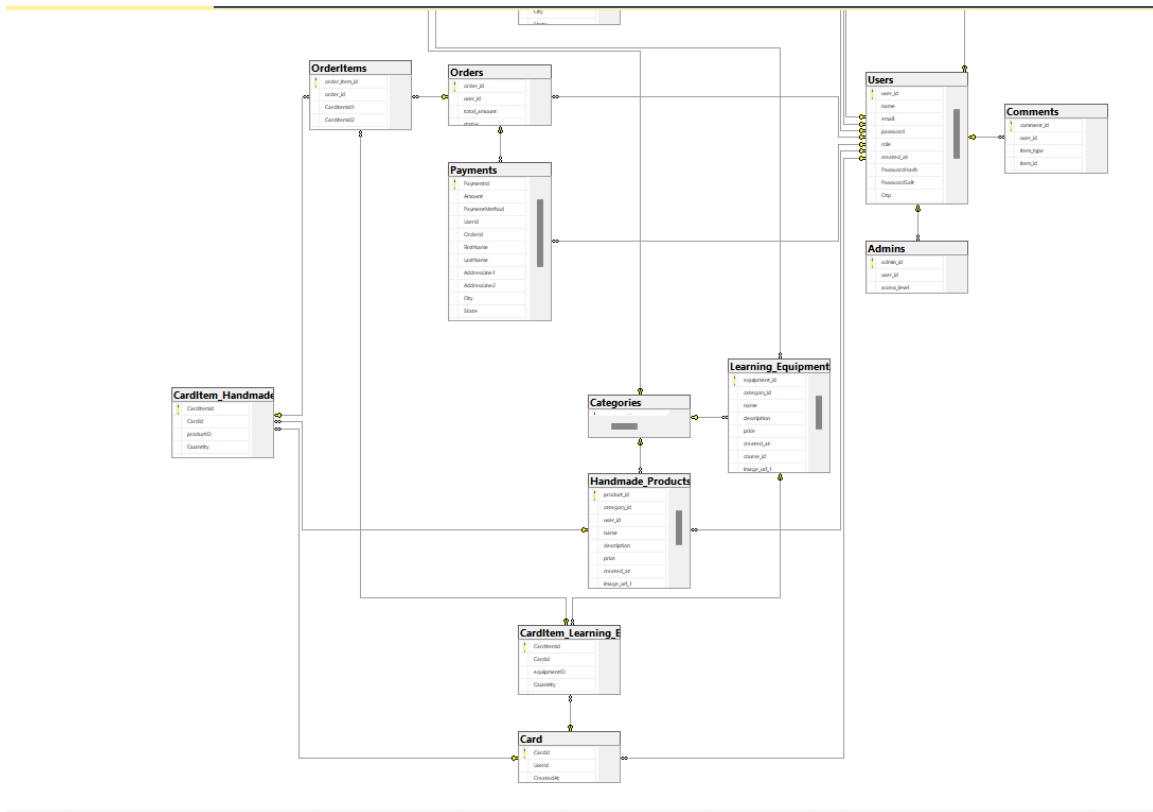 City
OrderItems
order_item_id
order_id
CardItemId1
CardItemId2
Orders
order_id
user_id
total_amount
status
Users
user_id
name
email
password
role
created_at
PasswordHash
PasswordSalt
Comments
comment_id
user_id
item_type
item_id
Payments
PaymentId
Amount
PaymentMethod
UserId
OrderId
FirstName
LastName
AddressLine1
AddressLine2
City
State
Admins
admin_id
user_id
access_level
Learning_Equipment
equipment_id
category_id
name
description
price
created_at
course_id
image_url_1
CardItem_Handmade
CardItemId
CardId
productID
Quantity
Categories
Handmade_Products
product_id
category_id
user_id
name
description
price
created_at
image_url_1
CardItem_Learning_E
CardItemId
CardId
equipmentID
Quantity
Card
CardId
UserId
CreatedAt